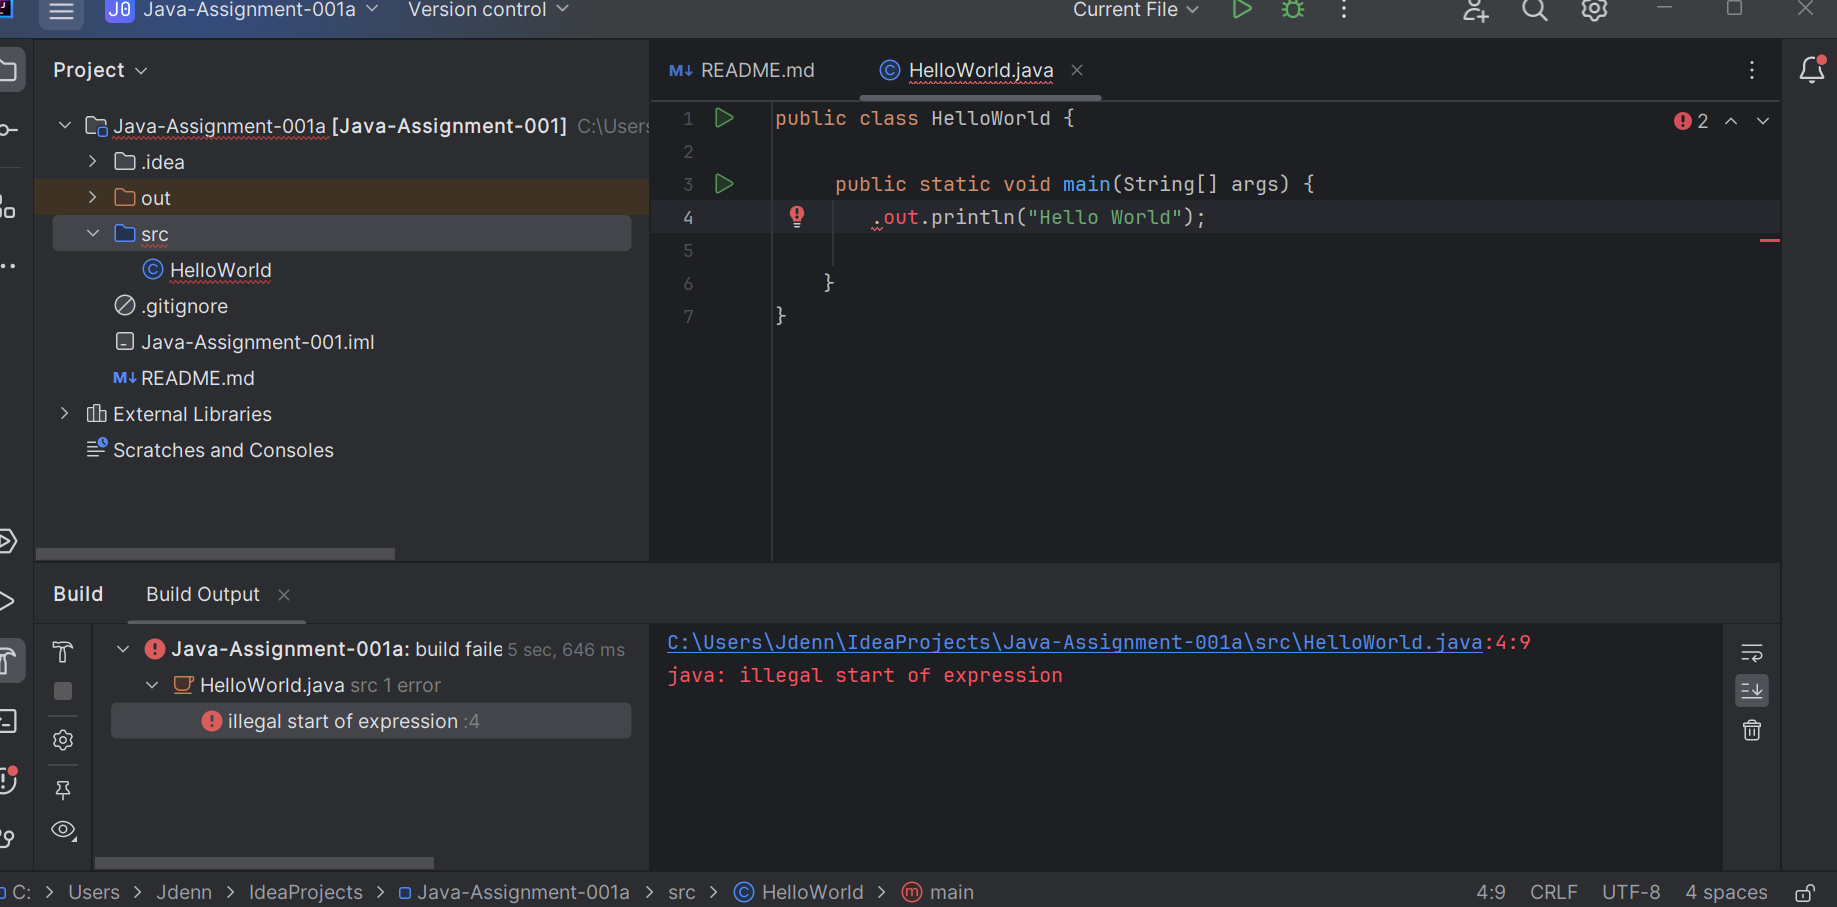 J0 Java-Assignment-001a Version control Current File
Project
README.md
HelloWorld.java
Java-Assignment-001a [Java-Assignment-001] C:\Users
.idea
out
src
HelloWorld
.gitignore
Java-Assignment-001.iml
M↓ README.md
External Libraries
Scratches and Consoles
1 public class HelloWorld {
2
3 public static void main(String[] args) {
4 .out.println("Hello World");
5
6 }
7 }
2
Build Build Output
Java-Assignment-001a: build faile 5 sec, 646 ms
HelloWorld.java src 1 error
illegal start of expression :4
C:\Users\Jdenn\IdeaProjects\Java-Assignment-001a\src\HelloWorld.java:4:9
java: illegal start of expression
C: > Users > Jdenn > IdeaProjects > Java-Assignment-001a > src > HelloWorld > main 4:9 CRLF UTF-8 4 spaces